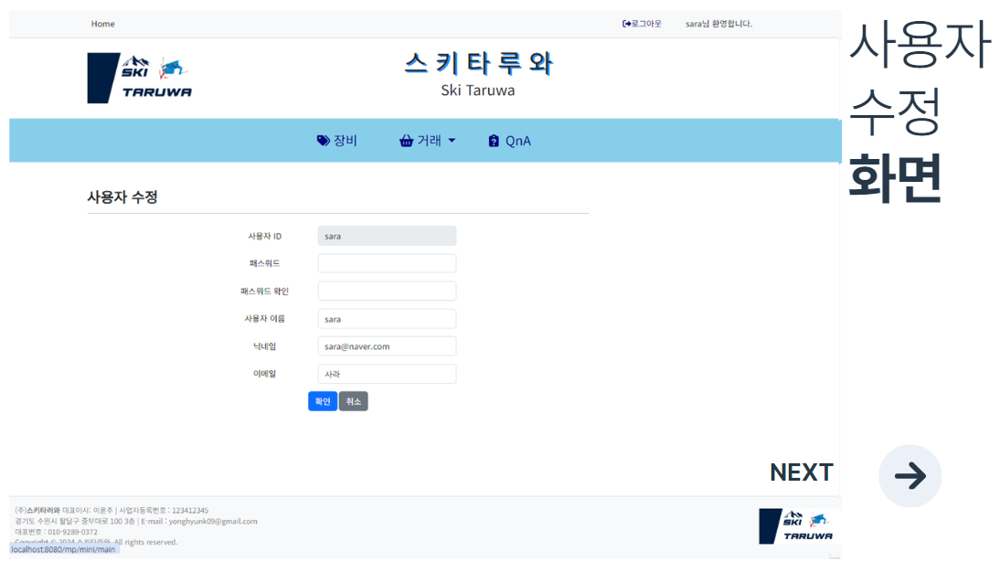 Home
로그아웃 sara님 환영합니다.
사용자
수정
화면
SKI
TARUWA
스키타루와
Ski Taruwa
장비 거래 QnA
사용자 수정
사용자 ID sara
패스워드
패스워드 확인
사용자 이름 sara
닉네임 sara@naver.com
이메일 사라
확인 취소
NEXT
(주)스키타러와 대표이사: 이윤주 | 사업자등록번호 : 123412345
경기도 수원시 팔달구 중부대로 100 3층 | E-mail : yonghyunk09@gmail.com
대표번호 : 010-9289-0372
Copyright © 2024 스키타러와. All rights reserved.
localhost:8080/mp/mini/main
SKI
TARUWA